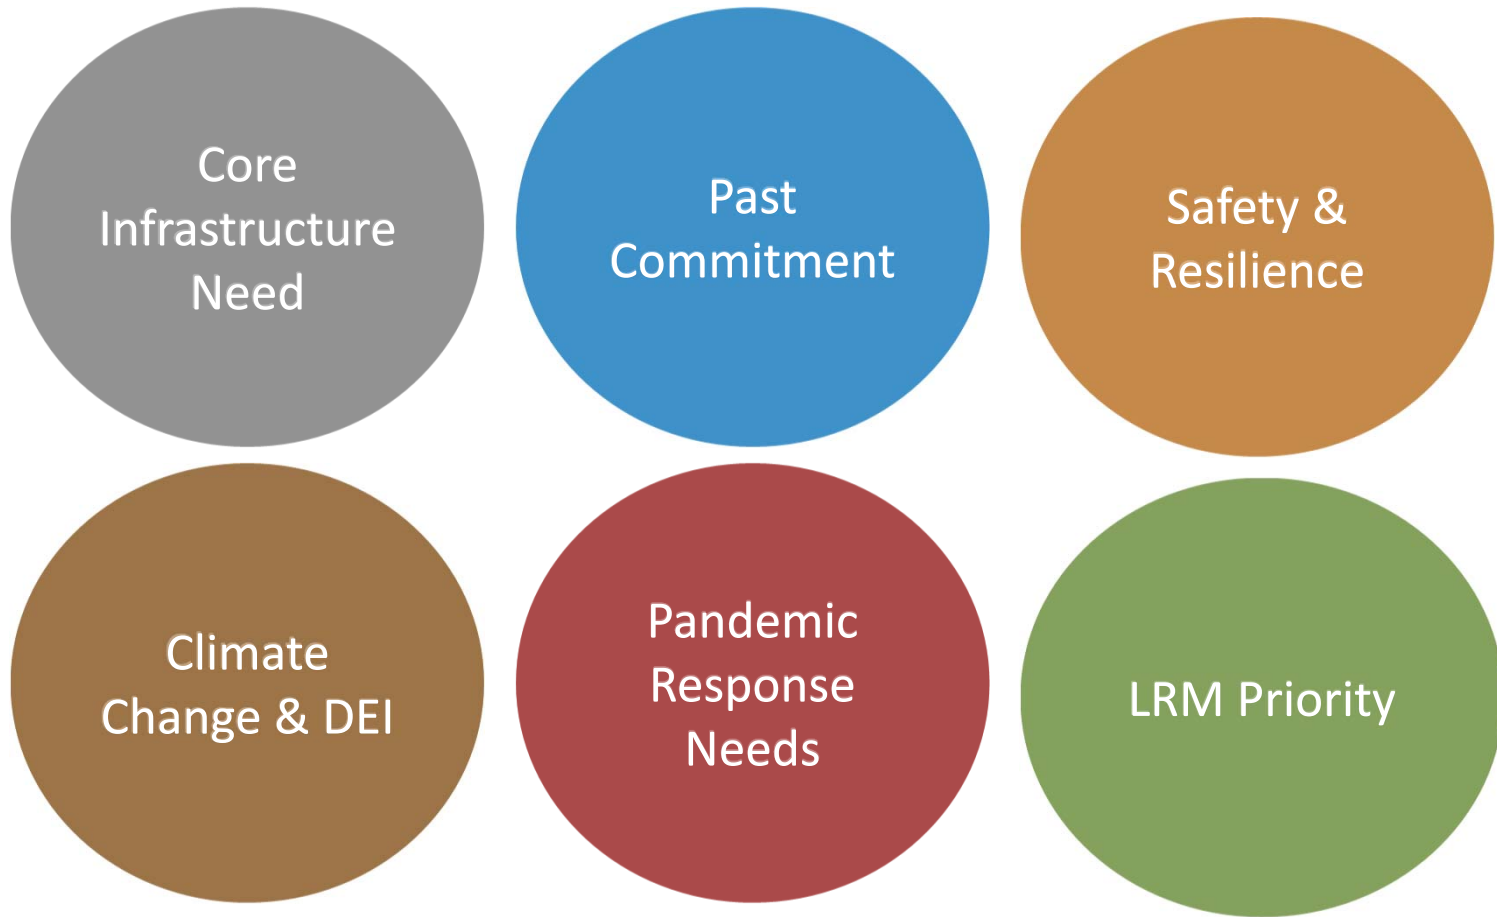 Core
Infrastructure
Need
Past
Commitment
Safety &
Resilience
Climate
Change & DEI
Pandemic
Response
Needs
LRM Priority